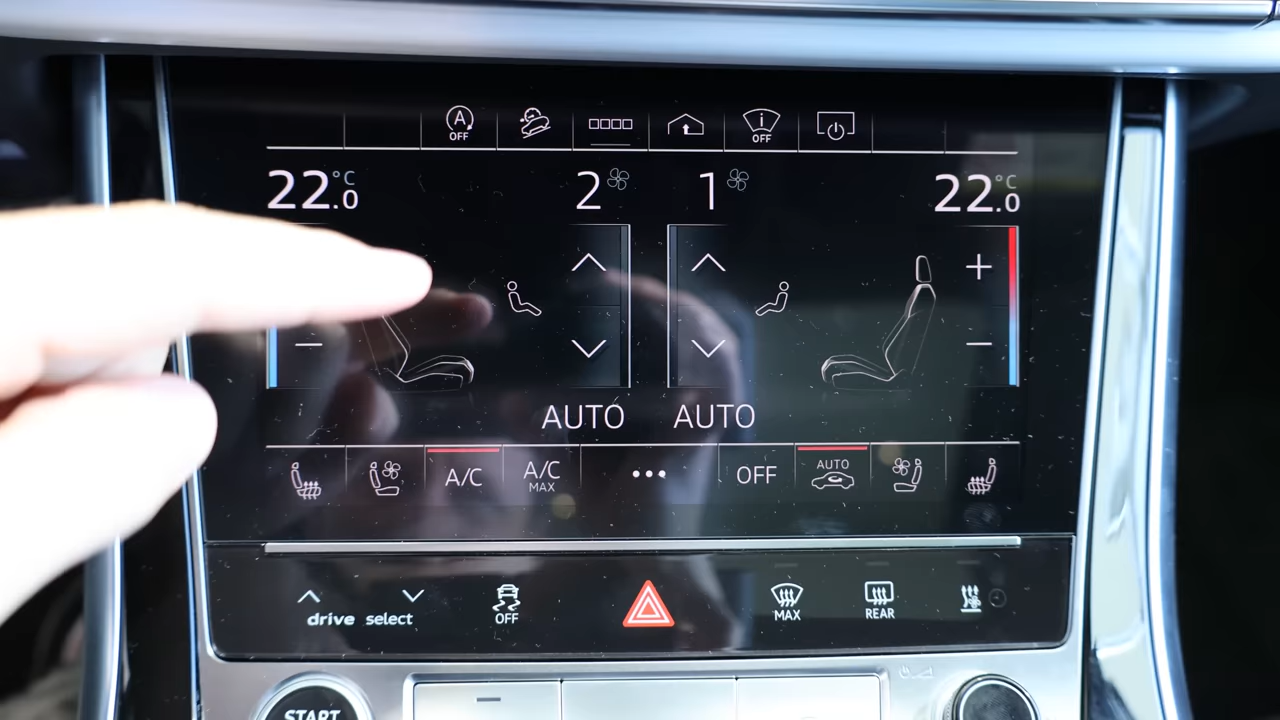 A
OFF
i
OFF
22.0 °C
2
1
22.0 °C
AUTO
AUTO
A/C
A/C
MAX
OFF
AUTO
drive select
OFF
MAX
REAR
START